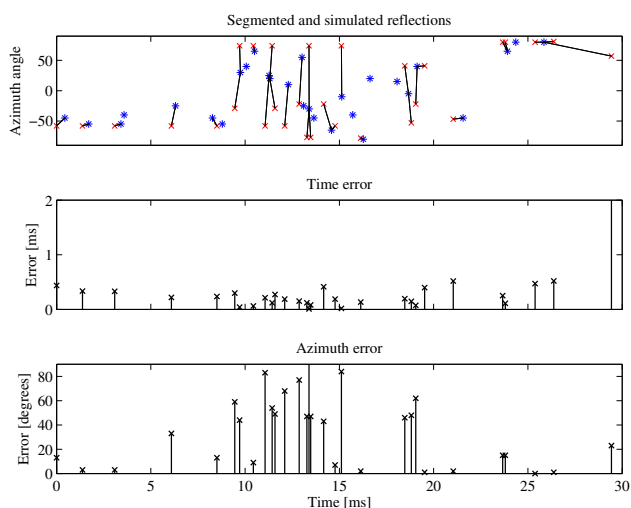 Segmented and simulated reflections
Azimuth angle
50
0
−50
Time error
Error [ms]
2
1
0
Azimuth error
Error [degrees]
80
60
40
20
0
0 5 10 15 20 25 30
Time [ms]